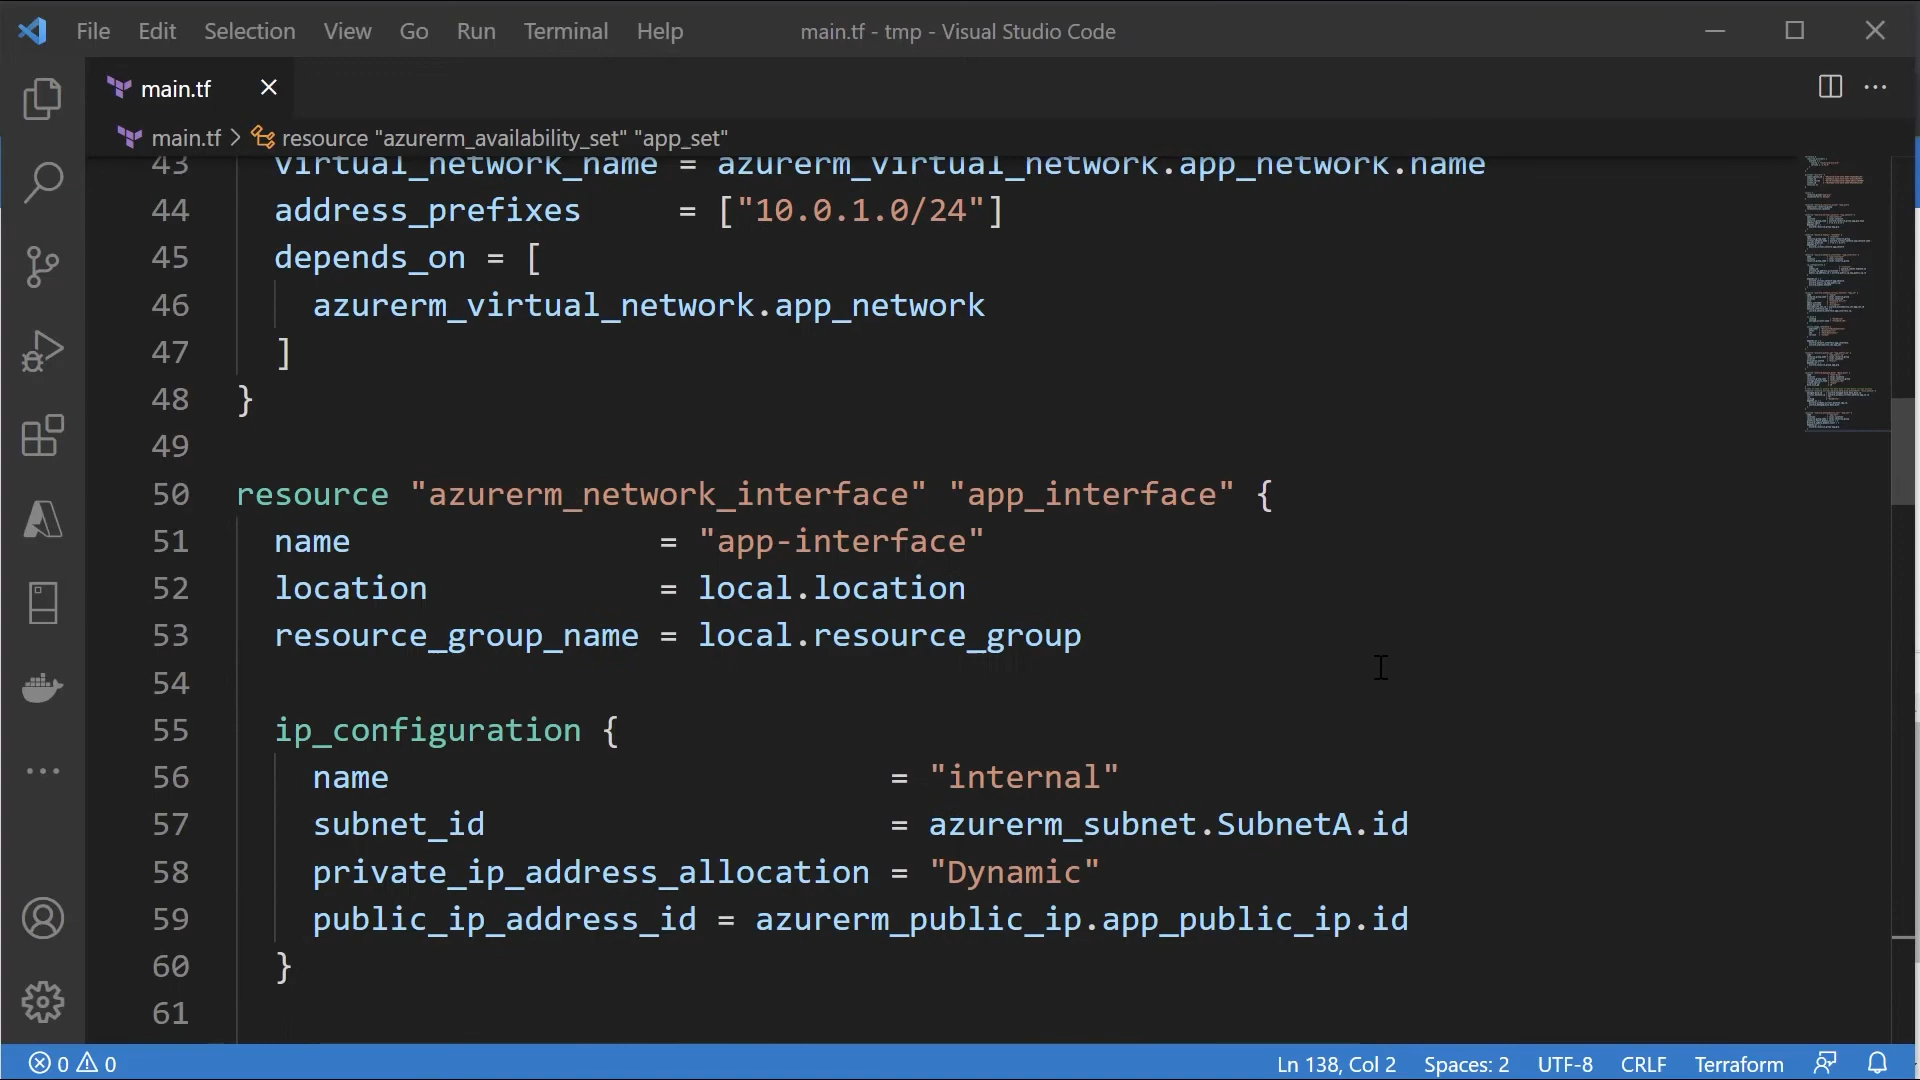 File Edit Selection View Go Run Terminal Help main.tf - tmp - Visual Studio Code
main.tf
main.tf > resource "azurerm_availability_set" "app_set"
43 virtual_network_name = azurerm_virtual_network.app_network.name
44 address_prefixes = ["10.0.1.0/24"]
45 depends_on = [
46 azurerm_virtual_network.app_network
47 ]
48 }
49
50 resource "azurerm_network_interface" "app_interface" {
51 name = "app-interface"
52 location = local.location
53 resource_group_name = local.resource_group
54
55 ip_configuration {
56 name = "internal"
57 subnet_id = azurerm_subnet.SubnetA.id
58 private_ip_address_allocation = "Dynamic"
59 public_ip_address_id = azurerm_public_ip.app_public_ip.id
60 }
61
0 0 Ln 138, Col 2 Spaces: 2 UTF-8 CRLF Terraform